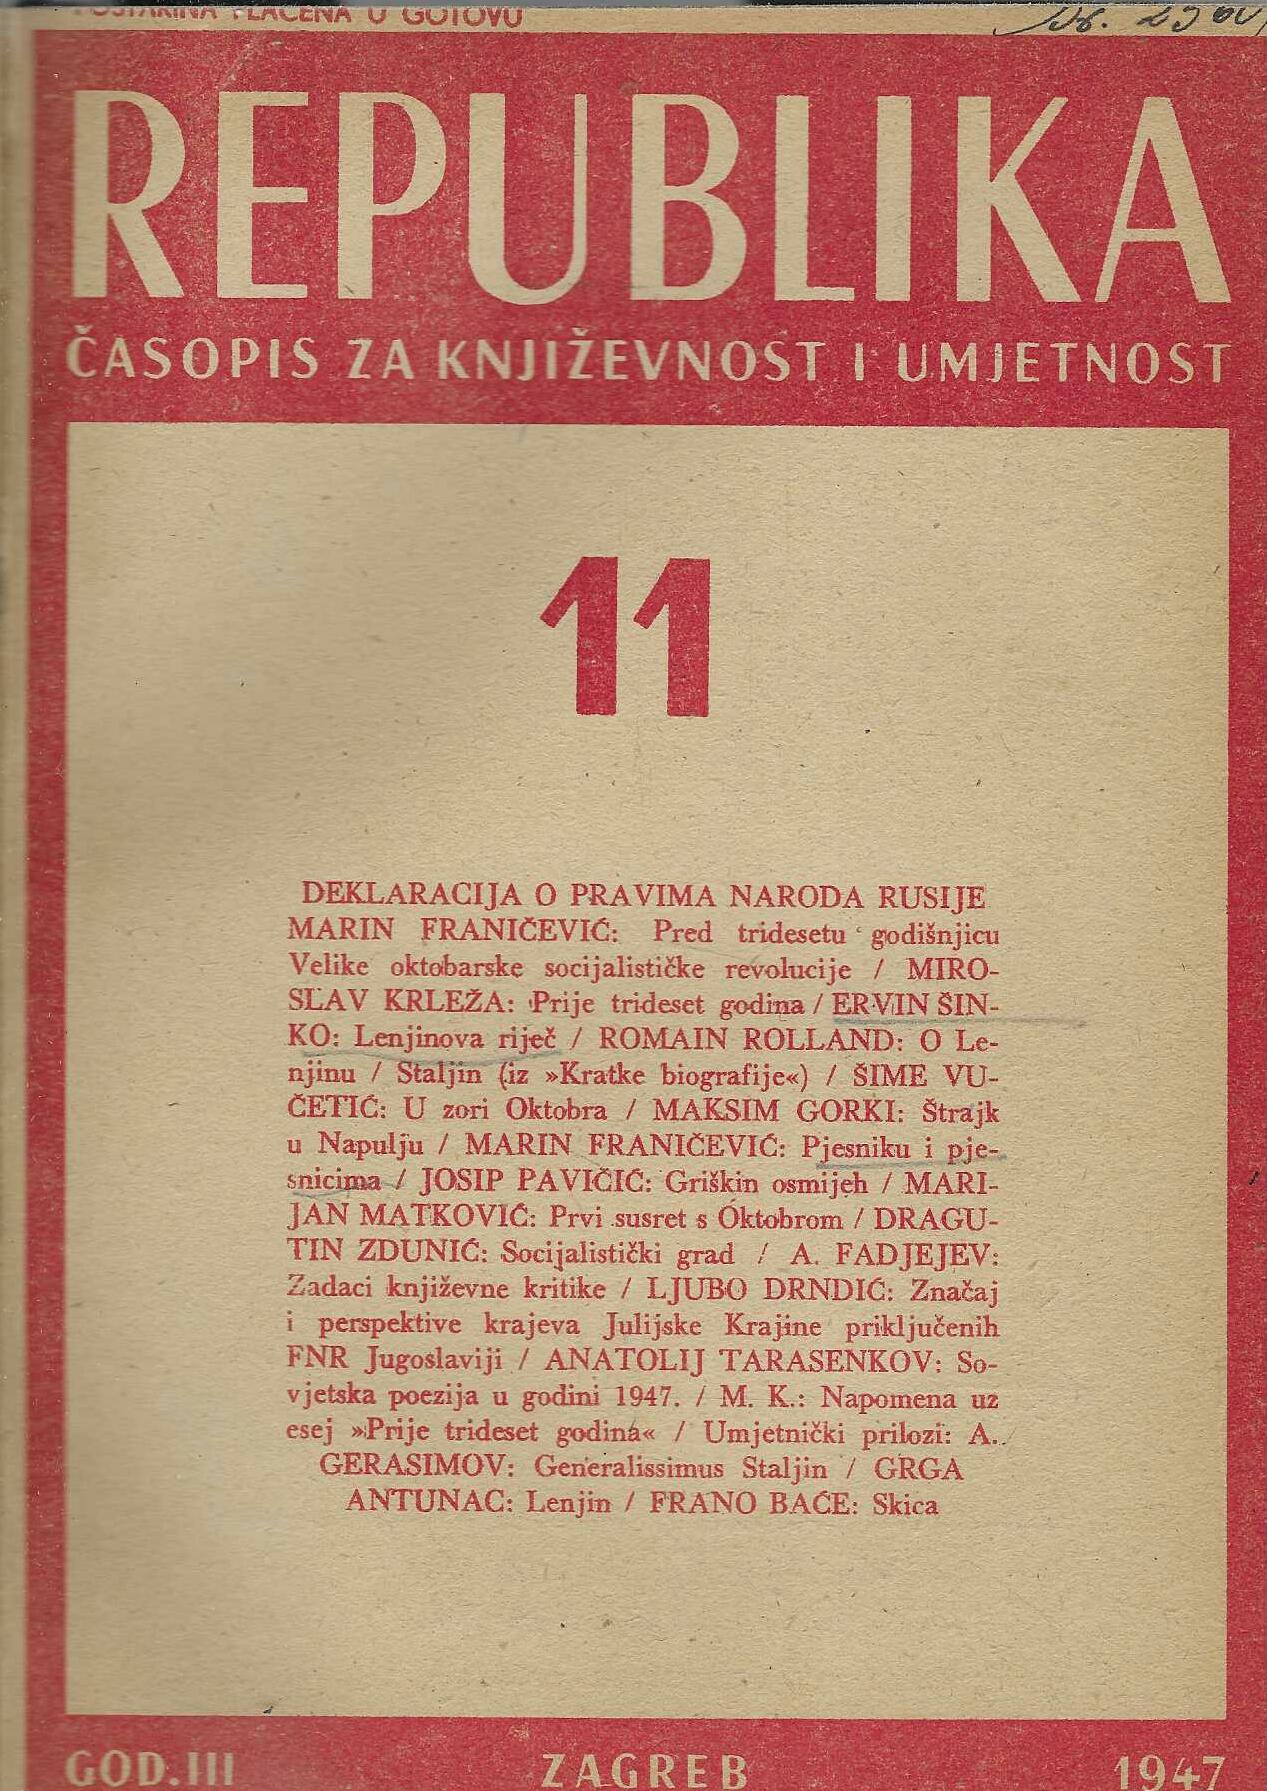 POŠTARINA PLAĆENA U GOTOVU
REPUBLIKA
ČASOPIS ZA KNJIŽEVNOST I UMJETNOST
11
DEKLARACIJA O PRAVIMA NARODA RUSIJE
MARIN FRANIČEVIĆ: Pred tridesetu godišnjicu
Velike oktobarske socijalističke revolucije / MIRO-
SLAV KRLEŽA: Prije trideset godina / ERVIN ŠIN-
KO: Lenjinova riječ / ROMAIN ROLLAND: O Le-
njinu / Staljin (iz »Kratke biografije«) / ŠIME VU-
ČETIĆ: U zori Oktobra / MAKSIM GORKI: Štrajk
u Napulju / MARIN FRANIČEVIĆ: Pjesniku i pje-
snicima / JOSIP PAVIČIĆ: Griškin osmijeh / MARI-
JAN MATKOVIĆ: Prvi susret s Oktobrom / DRAGU-
TIN ZDUNIĆ: Socijalistički grad / A. FADJEJEV:
Zadaci književne kritike / LJUBO DRNDIĆ: Značaj
i perspektive krajeva Julijske Krajine priključenih
FNR Jugoslaviji / ANATOLIJ TARASENKOV: So-
vjetska poezija u godini 1947. / M. K.: Napomena uz
esej »Prije trideset godina« / Umjetnički prilozi: A.
GERASIMOV: Generalissimus Staljin / GRGA
ANTUNAC: Lenjin / FRANO BAĆE: Skica
GOD. III ZAGREB 1947